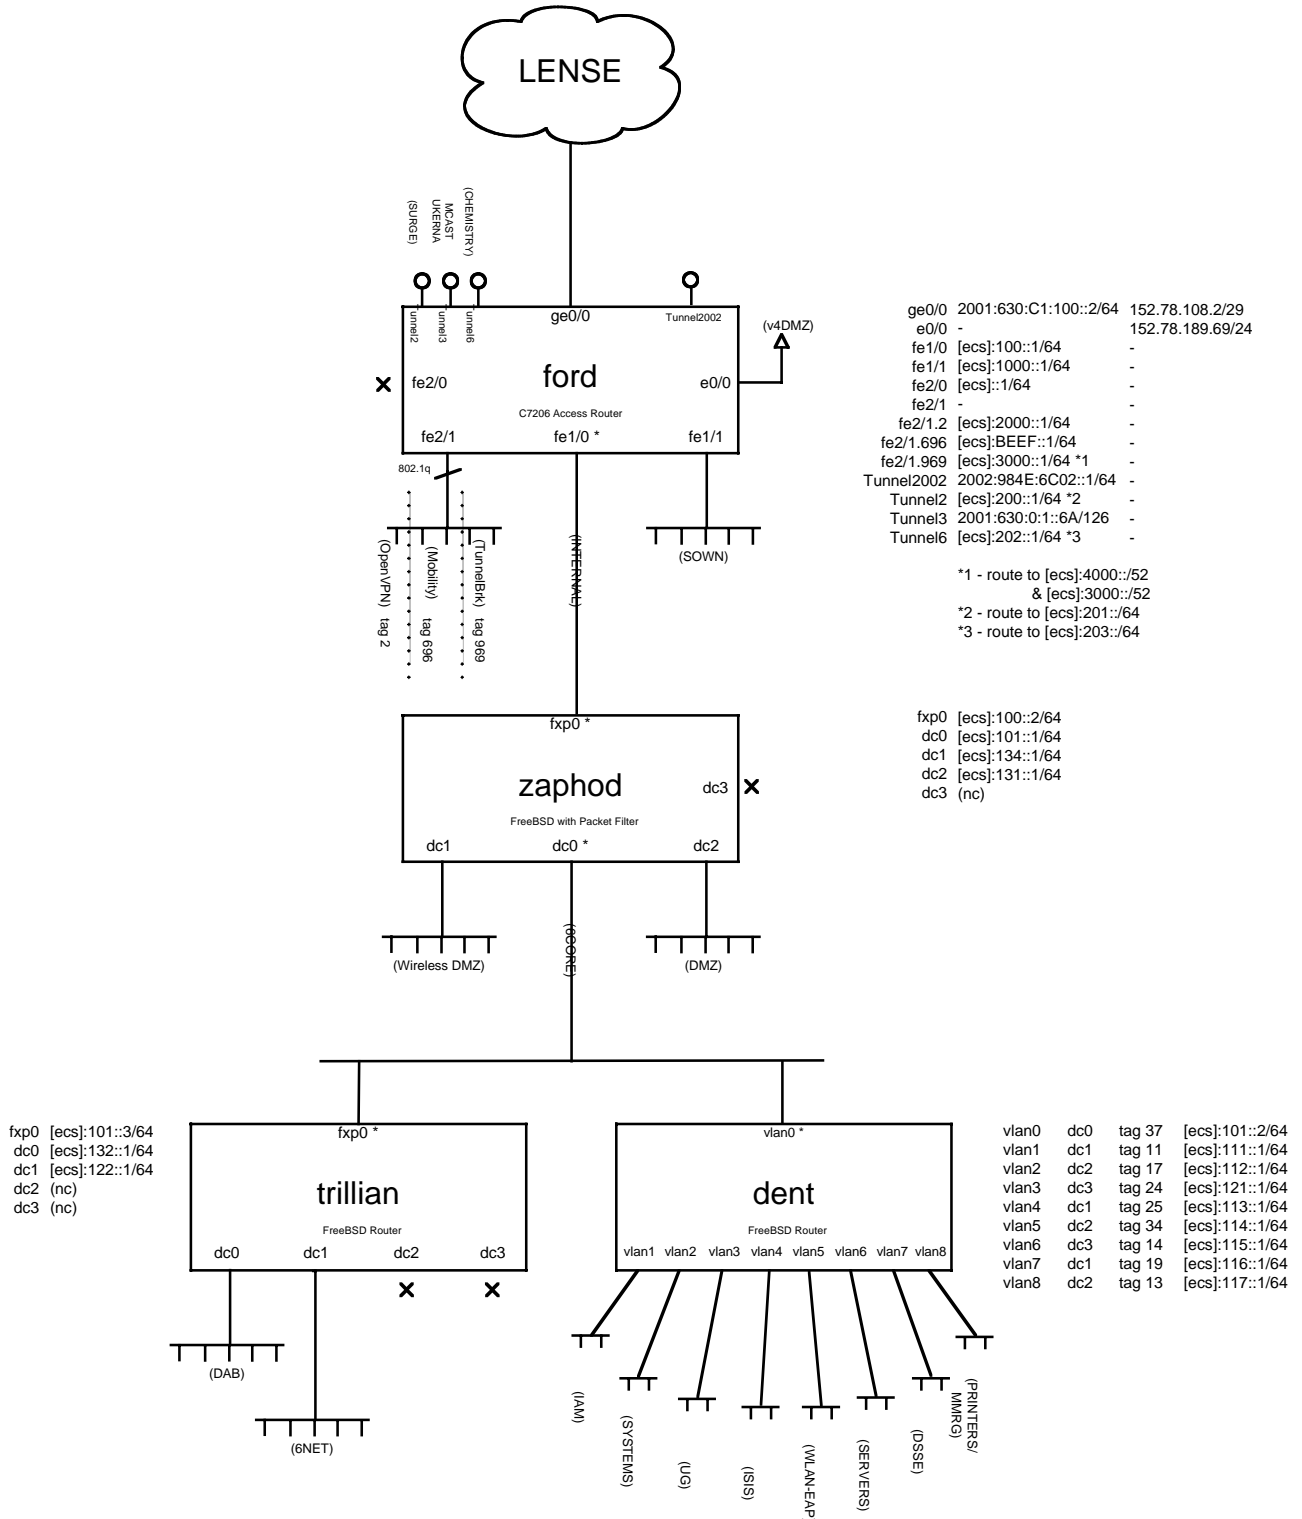 LENSE
(SURGE)
MCAST
UKERNA
(CHEMISTRY)
Tunnel2
Tunnel3
Tunnel6
ge0/0
Tunnel2002
(v4DMZ)
fe2/0
ford
e0/0
C7206 Access Router
fe2/1
fe1/0 *
fe1/1
802.1q
(OpenVPN) tag 2
(Mobility) tag 696
(TunnelBrk) tag 969
(INTERNAL)
(SOWN)
ge0/0 2001:630:C1:100::2/64 152.78.108.2/29
e0/0 - 152.78.189.69/24
fe1/0 [ecs]:100::1/64 -
fe1/1 [ecs]:1000::1/64 -
fe2/0 [ecs]::1/64 -
fe2/1 - -
fe2/1.2 [ecs]:2000::1/64 -
fe2/1.696 [ecs]:BEEF::1/64 -
fe2/1.969 [ecs]:3000::1/64 *1 -
Tunnel2002 2002:984E:6C02::1/64 -
Tunnel2 [ecs]:200::1/64 *2 -
Tunnel3 2001:630:0:1::6A/126 -
Tunnel6 [ecs]:202::1/64 *3 -
*1 - route to [ecs]:4000::/52
& [ecs]:3000::/52
*2 - route to [ecs]:201::/64
*3 - route to [ecs]:203::/64
fxp0 *
zaphod
dc3
FreeBSD with Packet Filter
dc1
dc0 *
dc2
(Wireless DMZ)
(6CORE)
(DMZ)
fxp0 [ecs]:100::2/64
dc0 [ecs]:101::1/64
dc1 [ecs]:134::1/64
dc2 [ecs]:131::1/64
dc3 (nc)
fxp0 [ecs]:101::3/64
dc0 [ecs]:132::1/64
dc1 [ecs]:122::1/64
dc2 (nc)
dc3 (nc)
fxp0 *
trillian
FreeBSD Router
dc0
dc1
dc2
dc3
(DAB)
(6NET)
vlan0 *
dent
FreeBSD Router
vlan1
vlan2
vlan3
vlan4
vlan5
vlan6
vlan7
vlan8
(IAM)
(SYSTEMS)
(UG)
(ISIS)
(WLAN-EAP
(SERVERS)
(DSSE)
(PRINTERS/
MMRG)
vlan0 dc0 tag 37 [ecs]:101::2/64
vlan1 dc1 tag 11 [ecs]:111::1/64
vlan2 dc2 tag 17 [ecs]:112::1/64
vlan3 dc3 tag 24 [ecs]:121::1/64
vlan4 dc1 tag 25 [ecs]:113::1/64
vlan5 dc2 tag 34 [ecs]:114::1/64
vlan6 dc3 tag 14 [ecs]:115::1/64
vlan7 dc1 tag 19 [ecs]:116::1/64
vlan8 dc2 tag 13 [ecs]:117::1/64